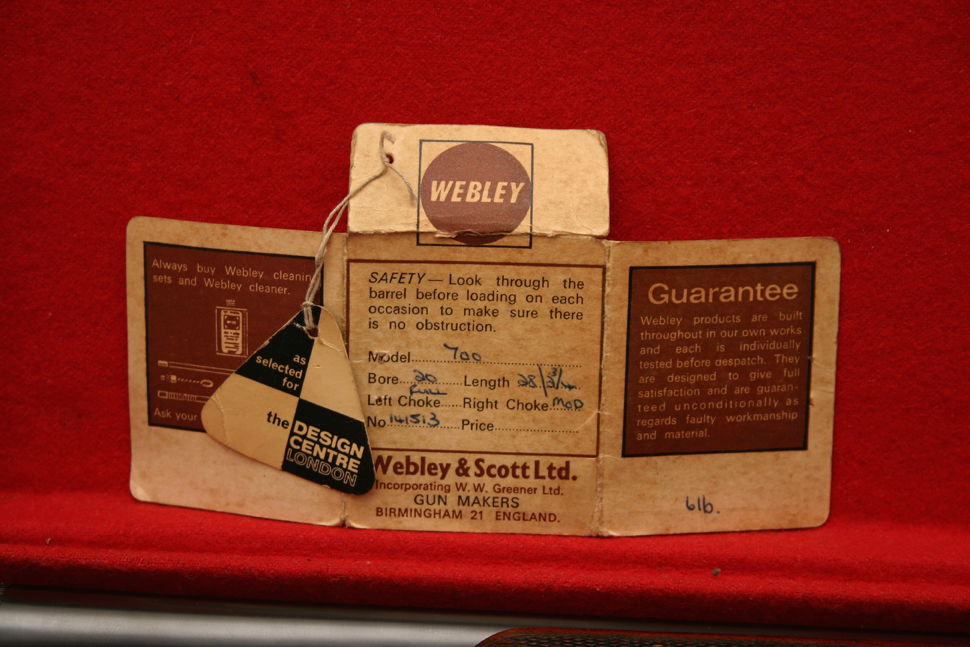 WEBLEY
Always buy Webley cleaning
sets and Webley cleaner.
Ask your
as
selected
for
the DESIGN
CENTRE
LONDON
SAFETY — Look through the
barrel before loading on each
occasion to make sure there
is no obstruction.
Model 700
Bore 20 Length 28/3/4
Left Choke FULL Right Choke MOD
No 141513 Price
Webley & Scott Ltd.
Incorporating W. W. Greener Ltd.
GUN MAKERS
BIRMINGHAM 21 ENGLAND.
Guarantee
Webley products are built
throughout in our own works
and each is individually
tested before despatch. They
are designed to give full
satisfaction and are guaran-
teed unconditionally as
regards faulty workmanship
and material.
6lb.